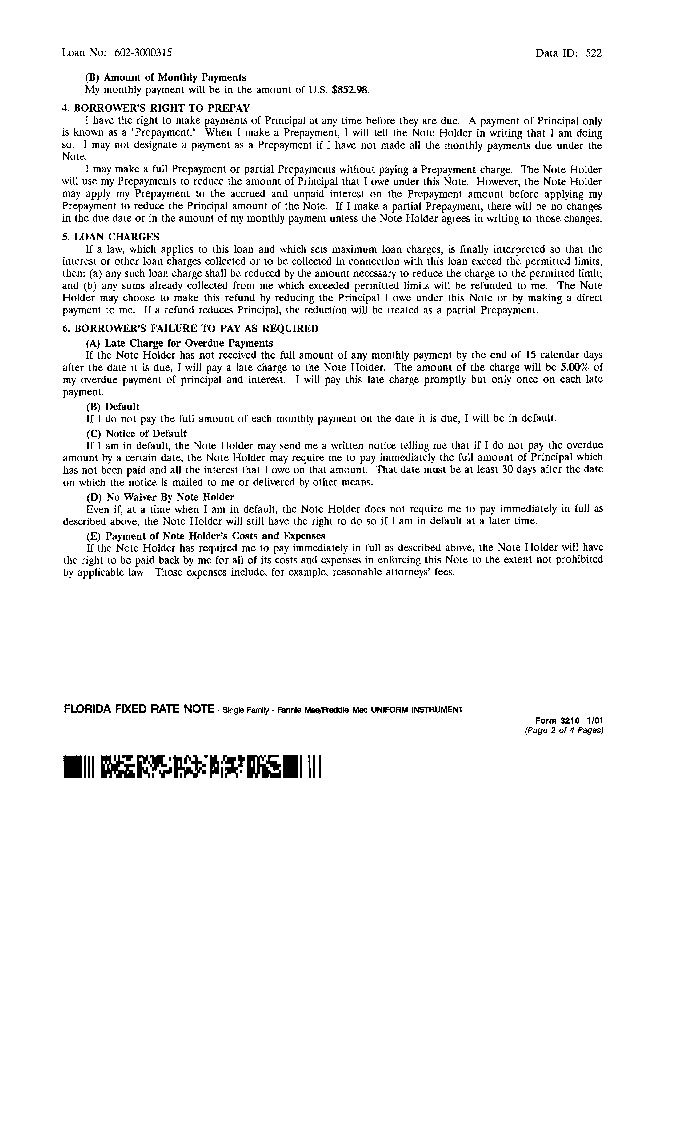 Loan No: 602-3000315 Data ID: 522
(B) Amount of Monthly Payments
My monthly payment will be in the amount of U.S. $852.98.
4. BORROWER'S RIGHT TO PREPAY
I have the right to make payments of Principal at any time before they are due. A payment of Principal only
is known as a "Prepayment." When I make a Prepayment, I will tell the Note Holder in writing that I am doing
so. I may not designate a payment as a Prepayment if I have not made all the monthly payments due under the
Note.
I may make a full Prepayment or partial Prepayments without paying a Prepayment charge. The Note Holder
will use my Prepayments to reduce the amount of Principal that I owe under this Note. However, the Note Holder
may apply my Prepayment to the accrued and unpaid interest on the Prepayment amount before applying my
Prepayment to reduce the Principal amount of the Note. If I make a partial Prepayment, there will be no changes
in the due date or in the amount of my monthly payment unless the Note Holder agrees in writing to those changes.
5. LOAN CHARGES
If a law, which applies to this loan and which sets maximum loan charges, is finally interpreted so that the
interest or other loan charges collected or to be collected in connection with this loan exceed the permitted limits,
then: (a) any such loan charge shall be reduced by the amount necessary to reduce the charge to the permitted limit;
and (b) any sums already collected from me which exceeded permitted limits will be refunded to me. The Note
Holder may choose to make this refund by reducing the Principal I owe under this Note or by making a direct
payment to me. If a refund reduces Principal, the reduction will be treated as a partial Prepayment.
6. BORROWER'S FAILURE TO PAY AS REQUIRED
(A) Late Charge for Overdue Payments
If the Note Holder has not received the full amount of any monthly payment by the end of 15 calendar days
after the date it is due, I will pay a late charge to the Note Holder. The amount of the charge will be 5.00% of
my overdue payment of principal and interest. I will pay this late charge promptly but only once on each late
payment.
(B) Default
If I do not pay the full amount of each monthly payment on the date it is due, I will be in default.
(C) Notice of Default
If I am in default, the Note Holder may send me a written notice telling me that if I do not pay the overdue
amount by a certain date, the Note Holder may require me to pay immediately the full amount of Principal which
has not been paid and all the interest that I owe on that amount. That date must be at least 30 days after the date
on which the notice is mailed to me or delivered by other means.
(D) No Waiver By Note Holder
Even if, at a time when I am in default, the Note Holder does not require me to pay immediately in full as
described above, the Note Holder will still have the right to do so if I am in default at a later time.
(E) Payment of Note Holder's Costs and Expenses
If the Note Holder has required me to pay immediately in full as described above, the Note Holder will have
the right to be paid back by me for all of its costs and expenses in enforcing this Note to the extent not prohibited
by applicable law. Those expenses include, for example, reasonable attorneys' fees.
FLORIDA FIXED RATE NOTE - Single Family - Fannie Mae/Freddie Mac UNIFORM INSTRUMENT
Form 3210 1/01
(Page 2 of 4 Pages)